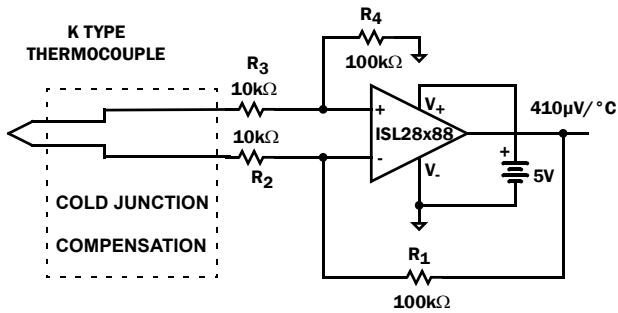 K TYPE
THERMOCOUPLE
R4
100kΩ
R3
10kΩ
10kΩ
R2
+
-
ISL28x88
V+
V-
410µV/°C
+
5V
COLD JUNCTION
COMPENSATION
R1
100kΩ